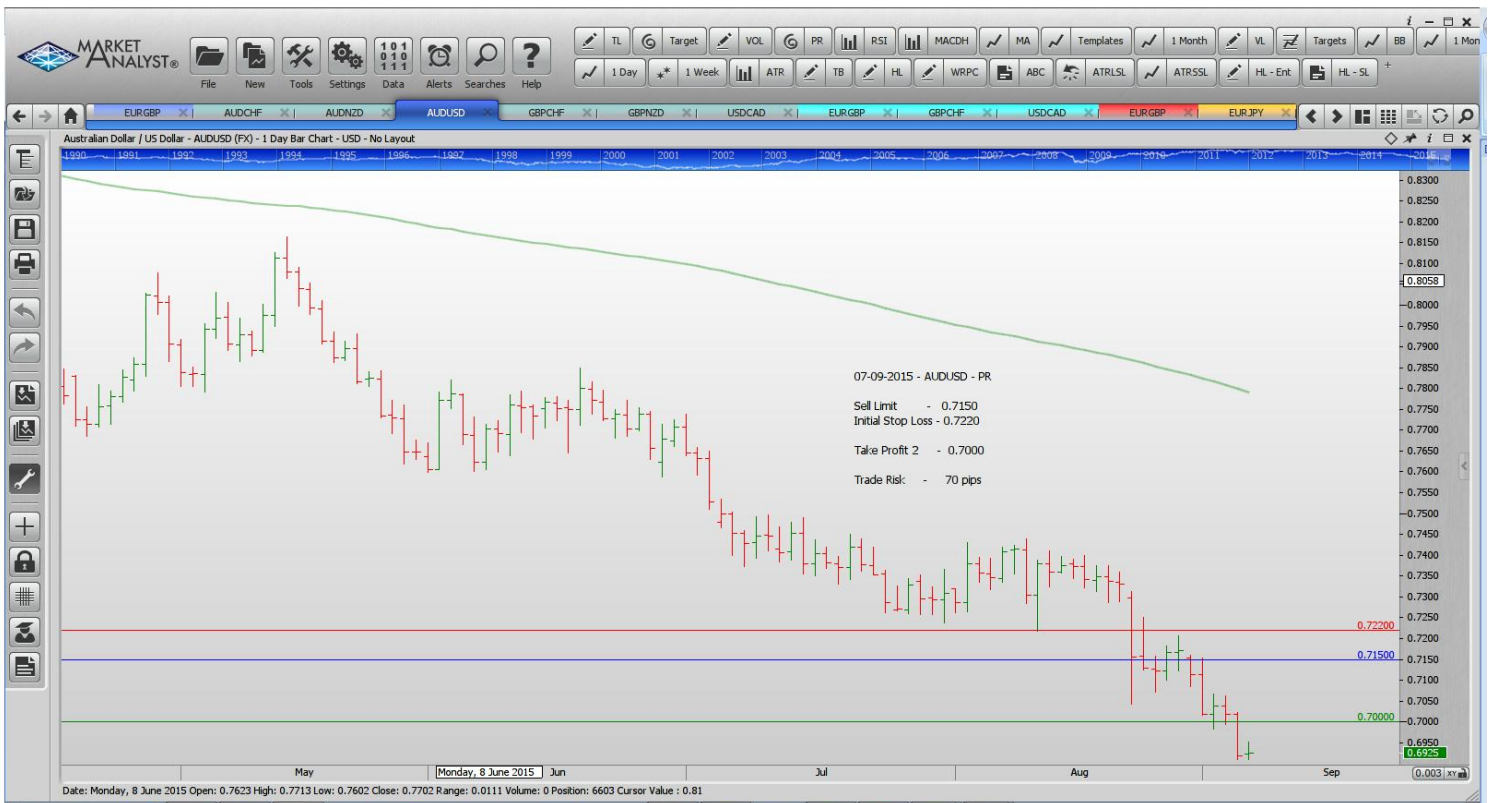 i
MARKET
ANALYST®
File New Tools Settings Data Alerts Searches Help
101
010
111
TL Target VOL PR RSI MACDH MA Templates 1 Month VL Targets BB 1 Mon
1 Day 1 Week ATR TB HL WRPC ABC ATRLSL ATRSSL HL - Ent HL - SL +
EURGBP AUDCHF AUDNZD AUDUSD GBPCHF GBPNZD USDCAD EURGBP GBPCHF USDCAD EURGBP EURJPY
Australian Dollar / US Dollar - AUDUSD (FX) - 1 Day Bar Chart - USD - No Layout
1990 1991 1992 1993 1994 1995 1996 1997 1998 1999 2000 2001 2002 2003 2004 2005 2006 2007 2008 2009 2010 2011 2012 2013 2014 2015
0.8300
0.8250
0.8200
0.8150
0.8100
0.8058
0.8000
0.7950
0.7900
0.7850
0.7800
0.7750
0.7700
0.7650
0.7600
0.7550
0.7500
0.7450
0.7400
0.7350
0.7300
0.7250
0.7200
0.7150
0.7100
0.7050
0.7000
0.6950
0.6925
07-09-2015 - AUDUSD - PR
Sell Limit - 0.7150
Initial Stop Loss - 0.7220
Take Profit 2 - 0.7000
Trade Risk - 70 pips
0.72200
0.71500
0.70000
May Monday, 8 June 2015 Jun Jul Aug Sep 0.003 XY
Date: Monday, 8 June 2015 Open: 0.7623 High: 0.7713 Low: 0.7602 Close: 0.7702 Range: 0.0111 Volume: 0 Position: 6603 Cursor Value : 0.81